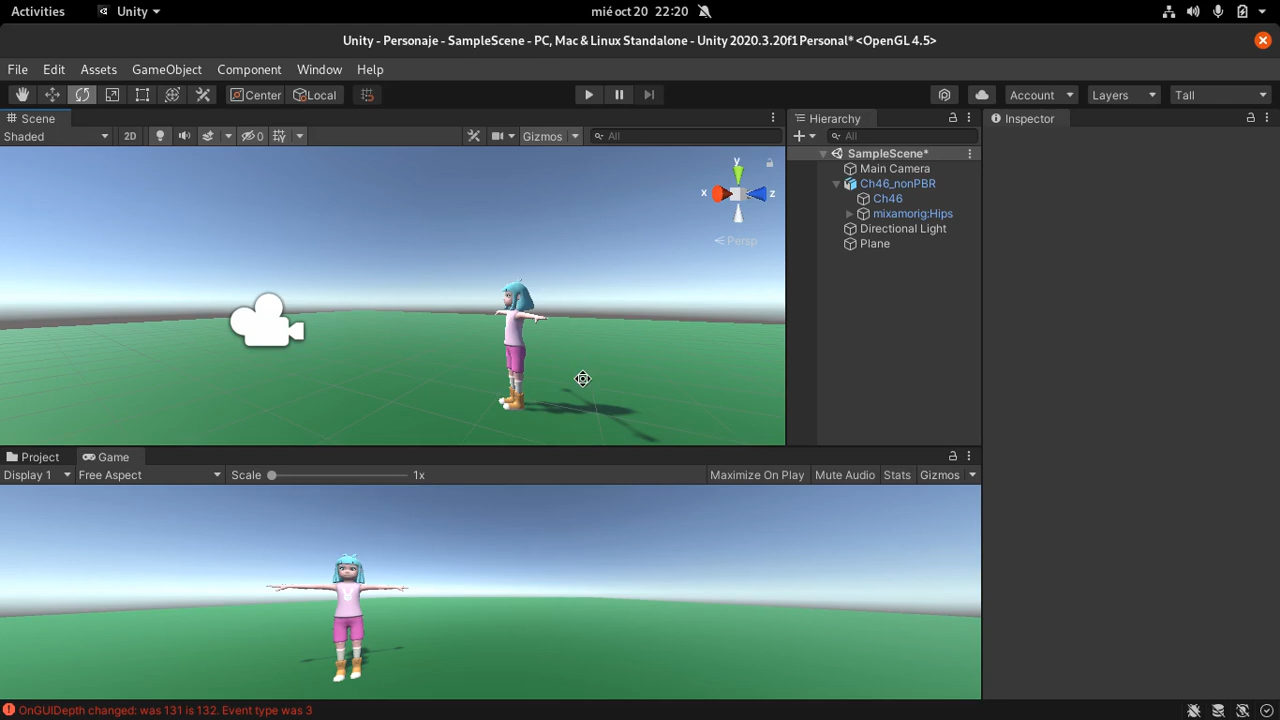 Activities Unity mié oct 20 22:20
Unity - Personaje - SampleScene - PC, Mac & Linux Standalone - Unity 2020.3.20f1 Personal* <OpenGL 4.5>
File Edit Assets GameObject Component Window Help
Center Local Account Layers Tall
Scene Hierarchy Inspector
Shaded 2D 0 Gizmos All All
SampleScene*
Main Camera
Ch46_nonPBR
Ch46
mixamorig:Hips
Directional Light
Plane
y
x z
Persp
Project Game
Display 1 Free Aspect Scale 1x Maximize On Play Mute Audio Stats Gizmos
OnGUIDepth changed: was 131 is 132. Event type was 3